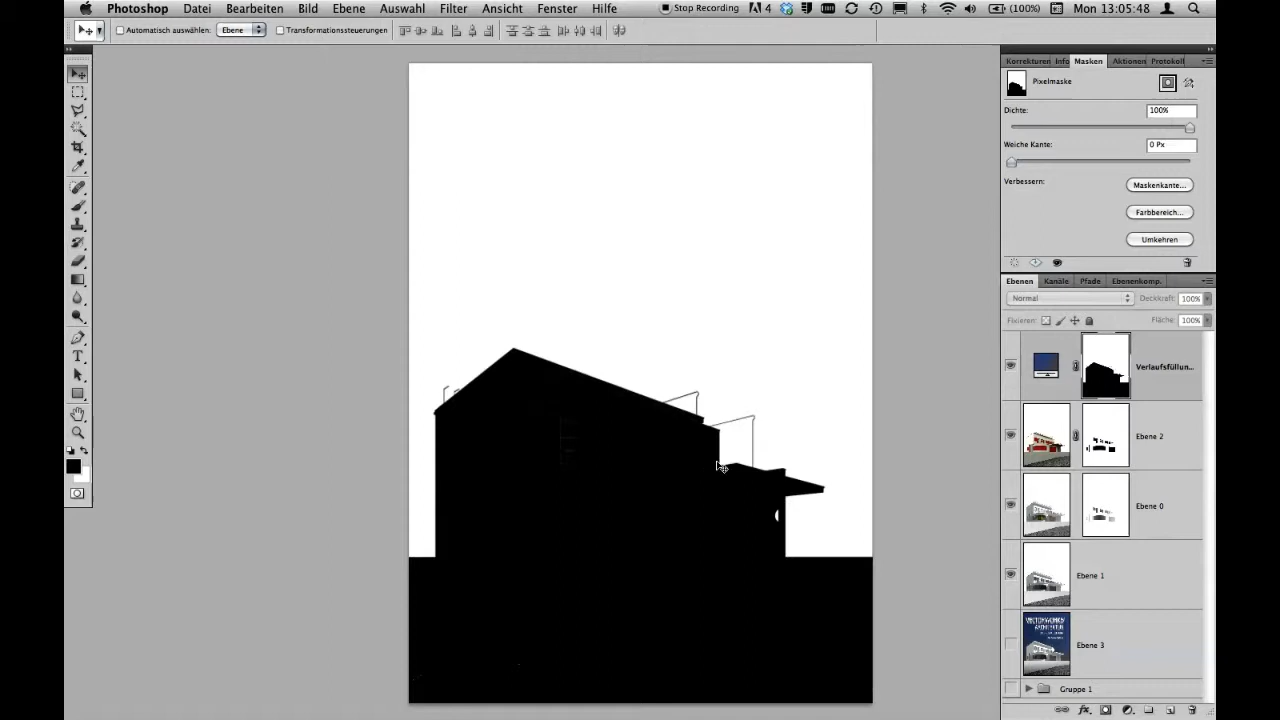 Photoshop Datei Bearbeiten Bild Ebene Auswahl Filter Ansicht Fenster Hilfe Stop Recording 4 (100%) Mon 13:05:48
Automatisch auswählen: Ebene Transformationssteuerungen
Korrekturen Info Masken Aktionen Protokoll
Pixelmaske
Dichte: 100%
Weiche Kante: 0 Px
Verbessern: Maskenkante...
Farbbereich...
Umkehren
Ebenen Kanäle Pfade Ebenenkomp.
Normal Deckkraft: 100%
Fixieren: Fläche: 100%
Verlaufsfüllun...
Ebene 2
Ebene 0
Ebene 1
VECTORWORKS
ARCHITEKTUR
Ebene 3
Gruppe 1